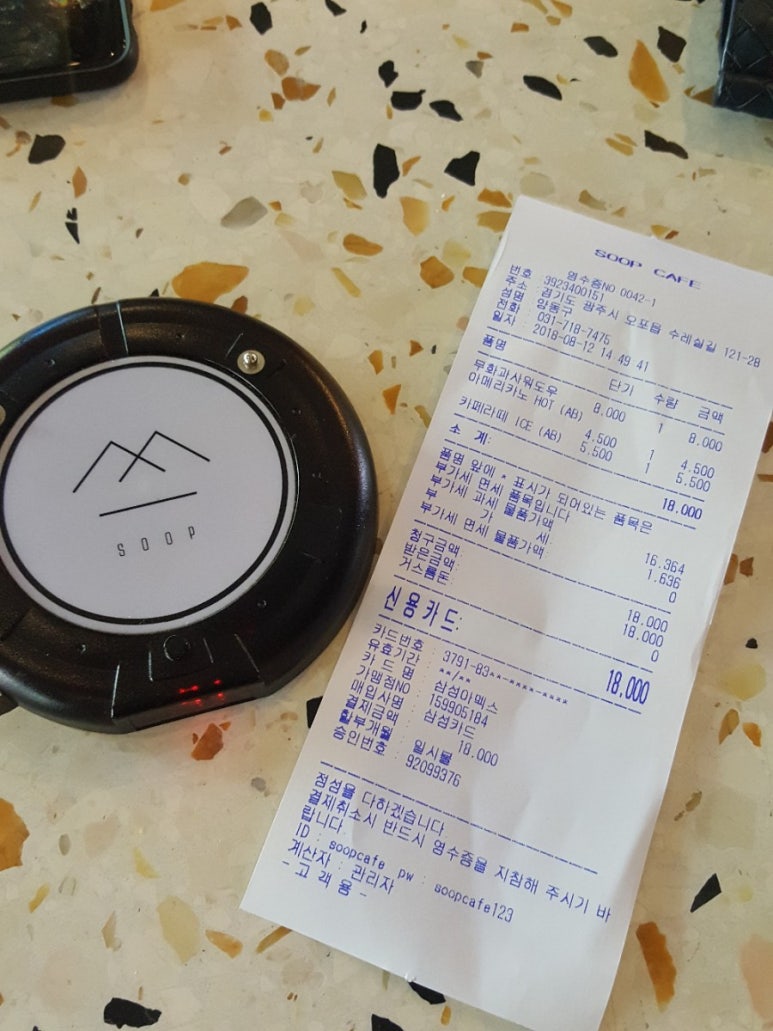 SOOP
SOOP CAFE
영수증NO 0042-1
번호 : 3923400151
주소 : 경기도 광주시 오포읍 수레실길 121-28
성명 : 양동구
전화 : 031-718-7475
일자 : 2018-08-12 14 49 41
품명 단가 수량 금액
무화과사워도우 8.000 1 8.000
아메리카노 HOT (AB) 4.500 1 4.500
카페라떼 ICE (AB) 5.500 1 5.500
소 계: 18.000
품명 앞에 * 표시가 되어있는 품목은
부가세 면세 품목입니다
부가세 과세 물품가액 16.364
부 가 세 1.636
부가세 면세 물품가액 0
청구금액: 18.000
받은금액: 18.000
거스름돈: 0
신용카드: 18.000
카드번호 : 3791-83**-****-****
유효기간 : **/**
카 드 명 : 삼성아멕스
가맹점NO : 159905184
매입사명 : 삼성카드
결제금액 : 18.000
할부개월 : 일시불
승인번호 : 92099376
정성을 다하겠습니다
결제취소시 반드시 영수증을 지참해 주시기 바
랍니다.
ID : soopcafe pw : soopcafe123
계산자 : 관리자
- 고 객 용 -